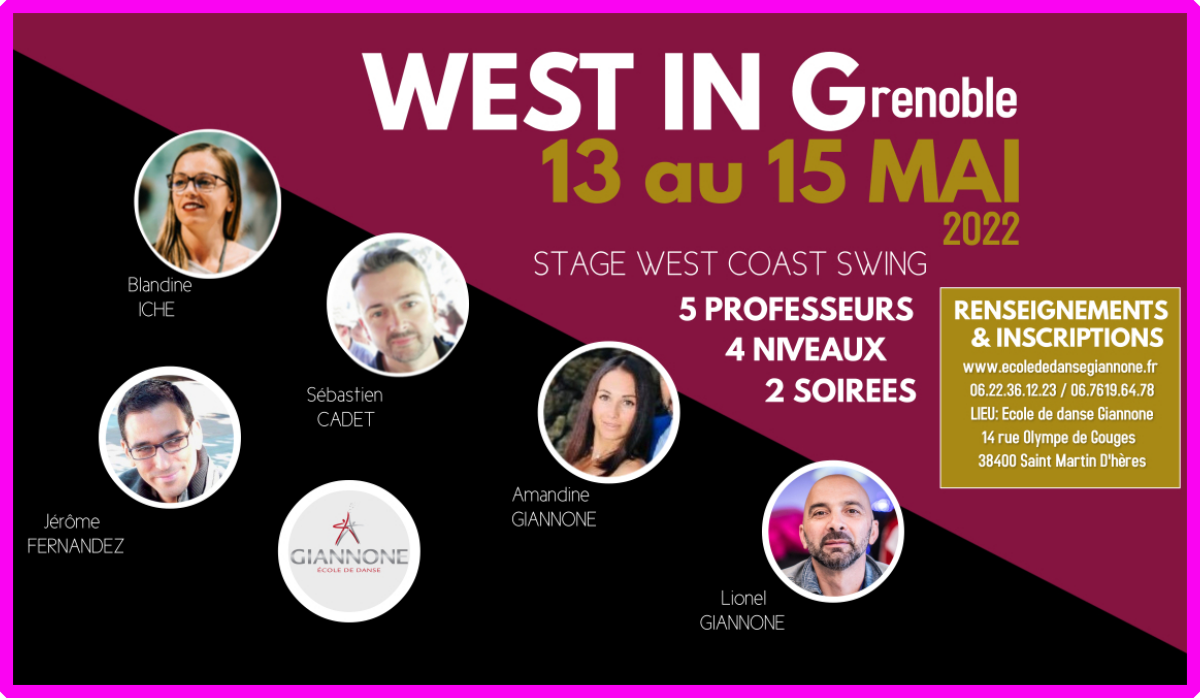 WEST IN Grenoble
13 au 15 MAI
2022
STAGE WEST COAST SWING
5 PROFESSEURS
4 NIVEAUX
2 SOIREES
RENSEIGNEMENTS
& INSCRIPTIONS
www.ecolededansegiannone.fr
06.22.36.12.23 / 06.7619.64.78
LIEU: Ecole de danse Giannone
14 rue Olympe de Gouges
38400 Saint Martin D'hères
Blandine
ICHE
Sébastien
CADET
Jérôme
FERNANDEZ
Amandine
GIANNONE
Lionel
GIANNONE
GIANNONE
ÉCOLE DE DANSE